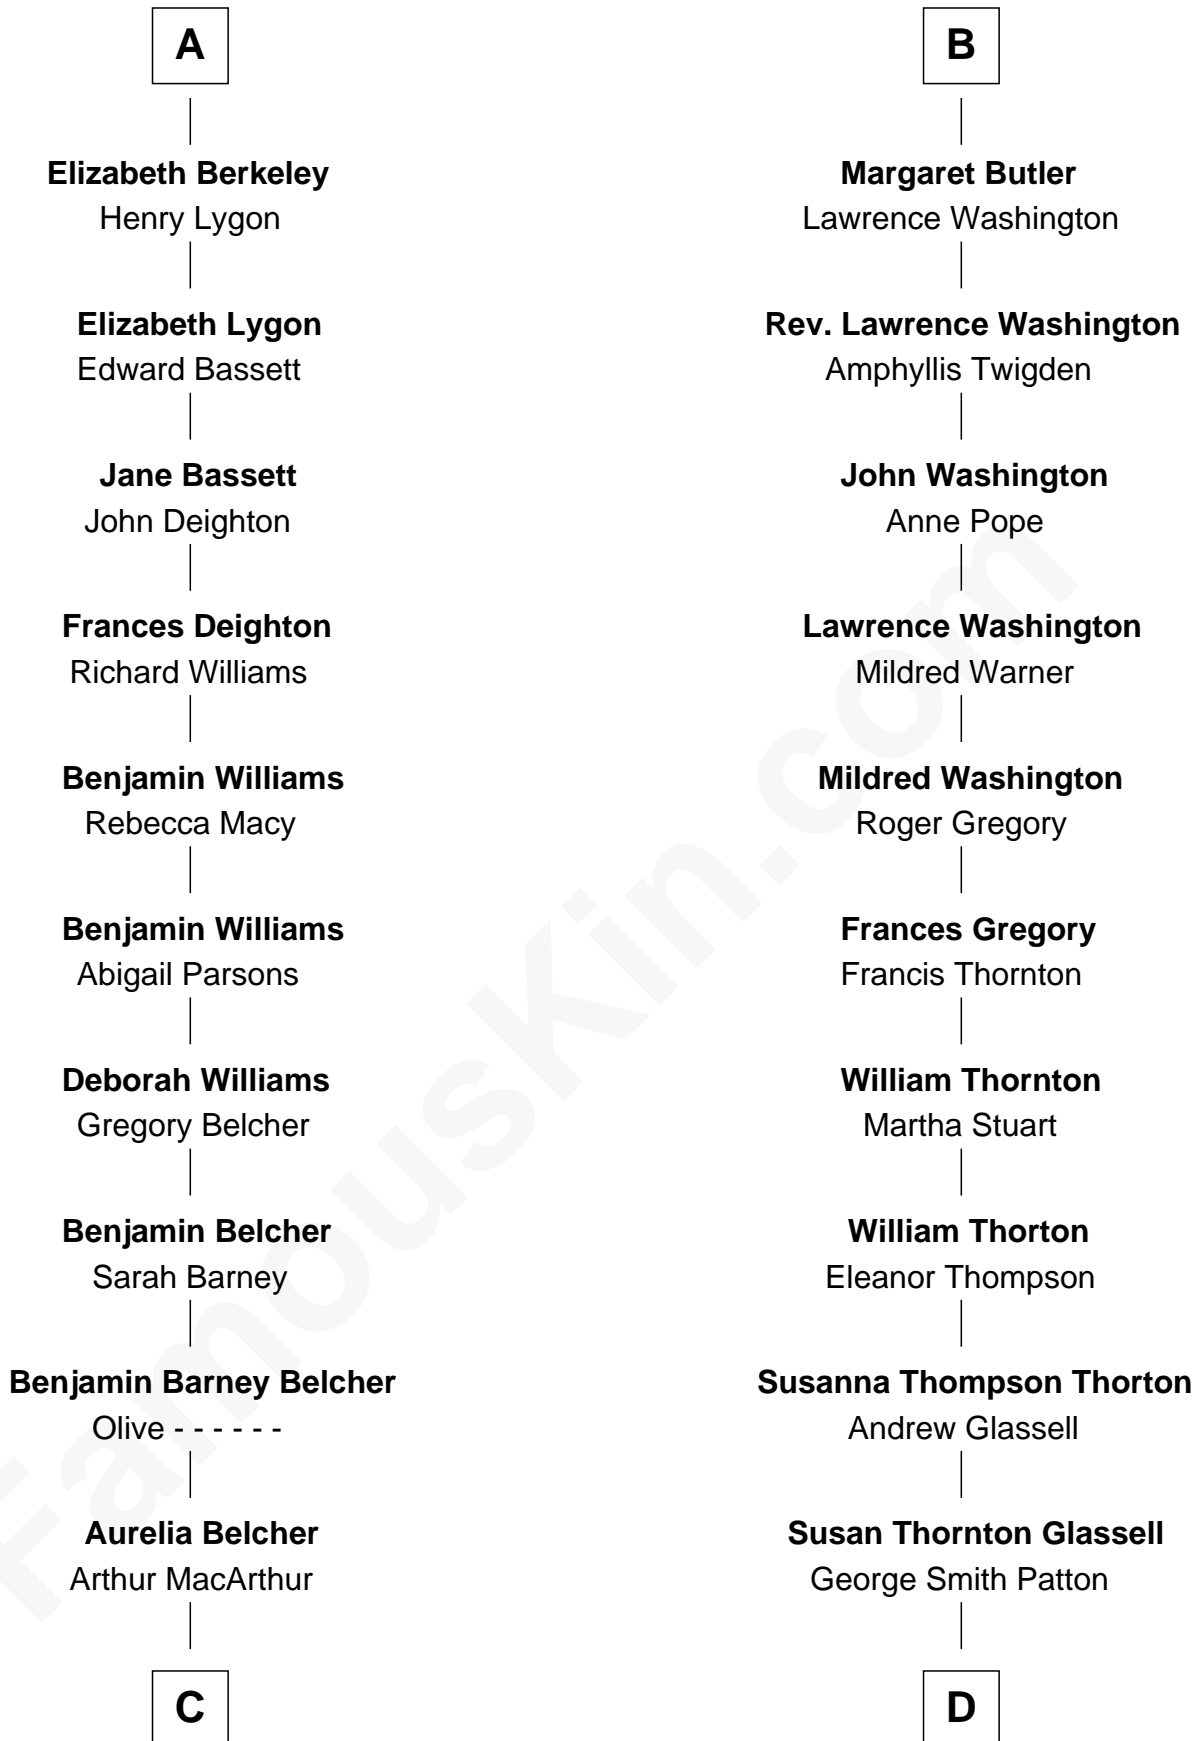 A
Elizabeth Berkeley
Henry Lygon
Elizabeth Lygon
Edward Bassett
Jane Bassett
John Deighton
Frances Deighton
Richard Williams
Benjamin Williams
Rebecca Macy
Benjamin Williams
Abigail Parsons
Deborah Williams
Gregory Belcher
Benjamin Belcher
Sarah Barney
Benjamin Barney Belcher
Olive - - - - - -
Aurelia Belcher
Arthur MacArthur
C
B
Margaret Butler
Lawrence Washington
Rev. Lawrence Washington
Amphyllis Twigden
John Washington
Anne Pope
Lawrence Washington
Mildred Warner
Mildred Washington
Roger Gregory
Frances Gregory
Francis Thornton
William Thornton
Martha Stuart
William Thorton
Eleanor Thompson
Susanna Thompson Thorton
Andrew Glassell
Susan Thornton Glassell
George Smith Patton
D
FamousKin.com